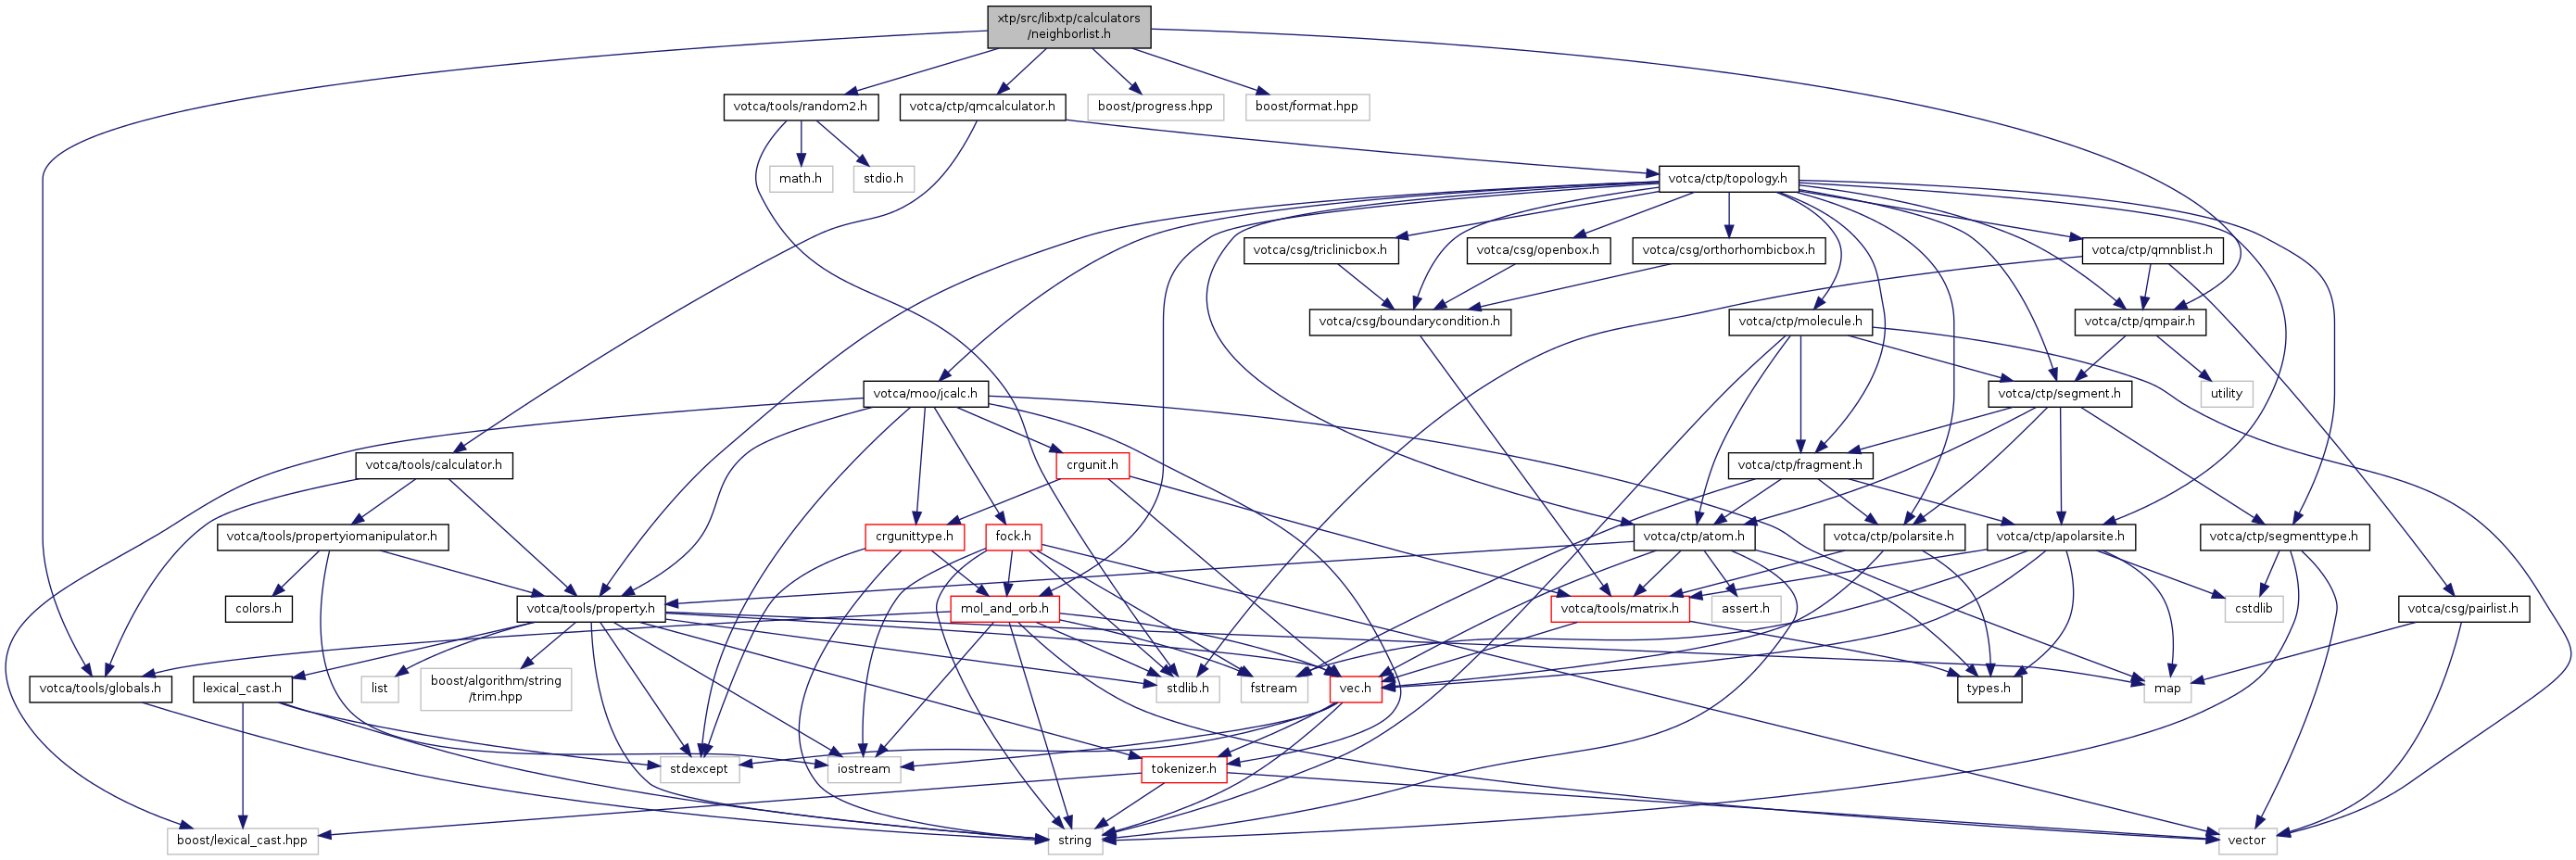 xtp/src/libxtp/calculators
/neighborlist.h
votca/tools/random2.h
votca/ctp/qmcalculator.h
boost/progress.hpp
boost/format.hpp
math.h
stdio.h
votca/ctp/topology.h
votca/csg/triclinicbox.h
votca/csg/openbox.h
votca/csg/orthorhombicbox.h
votca/ctp/qmnblist.h
votca/csg/boundarycondition.h
votca/ctp/molecule.h
votca/ctp/qmpair.h
votca/moo/jcalc.h
votca/ctp/segment.h
utility
votca/tools/calculator.h
crgunit.h
votca/ctp/fragment.h
votca/tools/propertyiomanipulator.h
crgunittype.h
fock.h
votca/ctp/atom.h
votca/ctp/polarsite.h
votca/ctp/apolarsite.h
votca/ctp/segmenttype.h
colors.h
votca/tools/property.h
mol_and_orb.h
votca/tools/matrix.h
assert.h
cstdlib
votca/csg/pairlist.h
votca/tools/globals.h
lexical_cast.h
list
boost/algorithm/string
/trim.hpp
stdlib.h
fstream
vec.h
types.h
map
stdexcept
iostream
tokenizer.h
boost/lexical_cast.hpp
string
vector